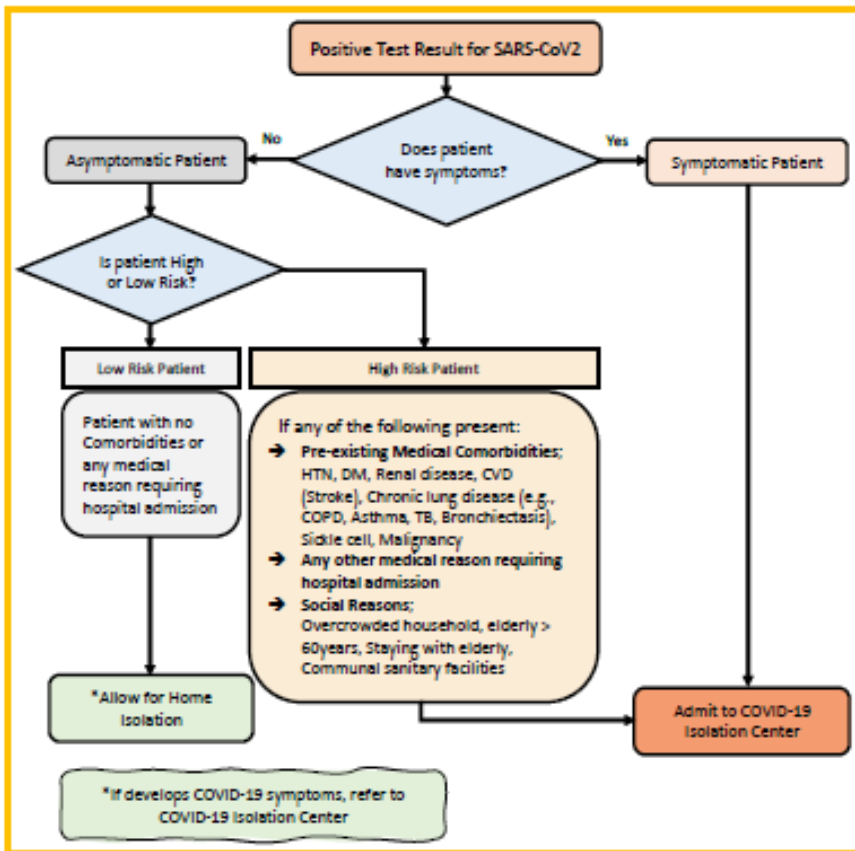 Positive Test Result for SARS-CoV2
Does patient
have symptoms?
No
Yes
Asymptomatic Patient
Symptomatic Patient
Is patient High
or Low Risk?
Low Risk Patient
High Risk Patient
Patient with no
Comorbidities or
any medical
reason requiring
hospital admission
If any of the following present:
➔ Pre-existing Medical Comorbidities;
HTN, DM, Renal disease, CVD
(Stroke), Chronic lung disease (e.g.,
COPD, Asthma, TB, Bronchiectasis),
Sickle cell, Malignancy
➔ Any other medical reason requiring
hospital admission
➔ Social Reasons;
Overcrowded household, elderly >
60years, Staying with elderly,
Communal sanitary facilities
*Allow for Home
Isolation
Admit to COVID-19
Isolation Center
*If develops COVID-19 symptoms, refer to
COVID-19 Isolation Center